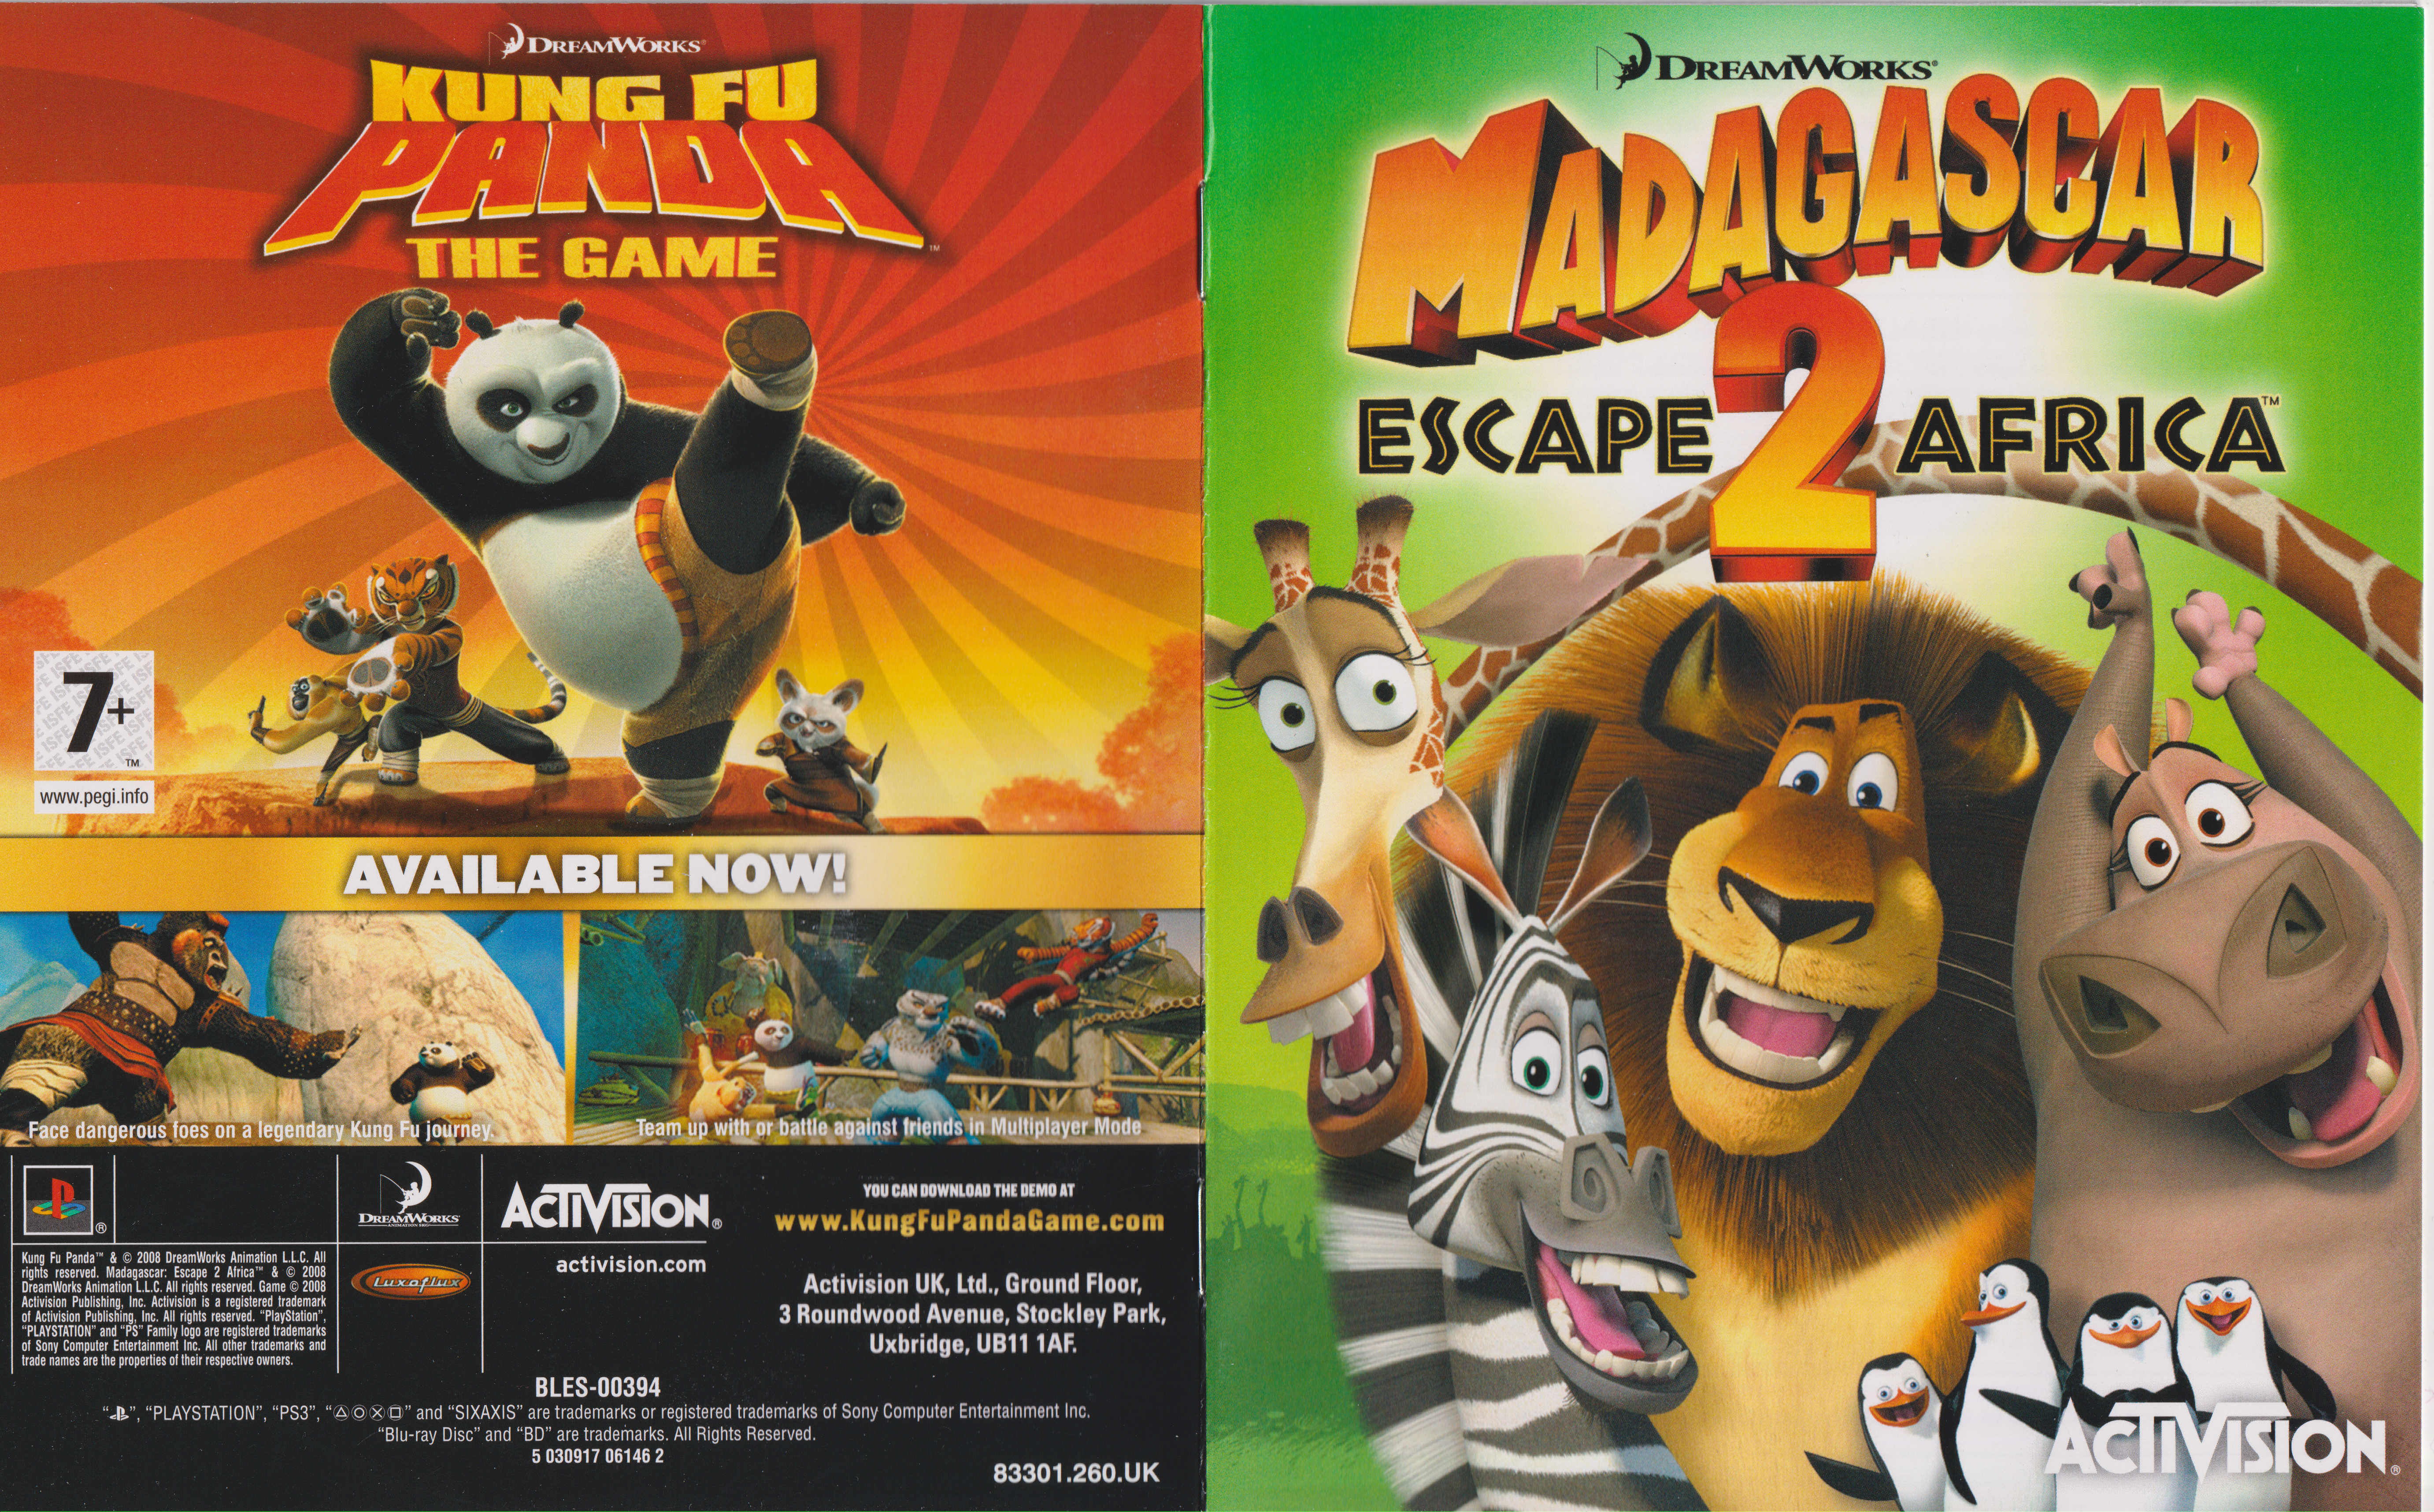 DREAMWORKS®
KUNG FU
PANDA™
THE GAME
7+
™
www.pegi.info
AVAILABLE NOW!
Face dangerous foes on a legendary Kung Fu journey.
Team up with or battle against friends in Multiplayer Mode
®
DREAMWORKS
ANIMATION SKG
Luxoflux
ACTIVISION®
activision.com
YOU CAN DOWNLOAD THE DEMO AT
www.KungFuPandaGame.com
Activision UK, Ltd., Ground Floor,
3 Roundwood Avenue, Stockley Park,
Uxbridge, UB11 1AF.
Kung Fu Panda™ & © 2008 DreamWorks Animation L.L.C. All
rights reserved. Madagascar: Escape 2 Africa™ & © 2008
DreamWorks Animation L.L.C. All rights reserved. Game © 2008
Activision Publishing, Inc. Activision is a registered trademark
of Activision Publishing, Inc. All rights reserved. “PlayStation”,
“PLAYSTATION” and “PS” Family logo are registered trademarks
of Sony Computer Entertainment Inc. All other trademarks and
trade names are the properties of their respective owners.
BLES-00394
“PS”, “PLAYSTATION”, “PS3”, “△○✕□” and “SIXAXIS” are trademarks or registered trademarks of Sony Computer Entertainment Inc.
“Blu-ray Disc” and “BD” are trademarks. All Rights Reserved.
5 030917 06146 2
83301.260.UK
DREAMWORKS®
MADAGASCAR
ESCAPE 2 AFRICA™
ACTIVISION®